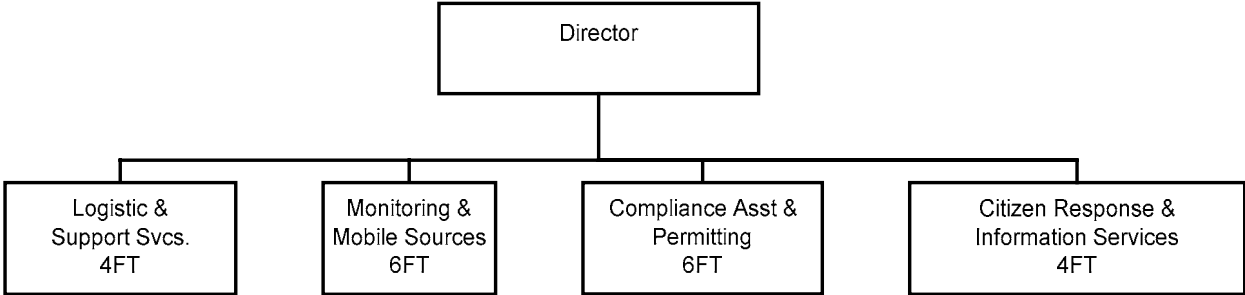 Director
Logistic &
Support Svcs.
4FT
Monitoring &
Mobile Sources
6FT
Compliance Asst &
Permitting
6FT
Citizen Response &
Information Services
4FT